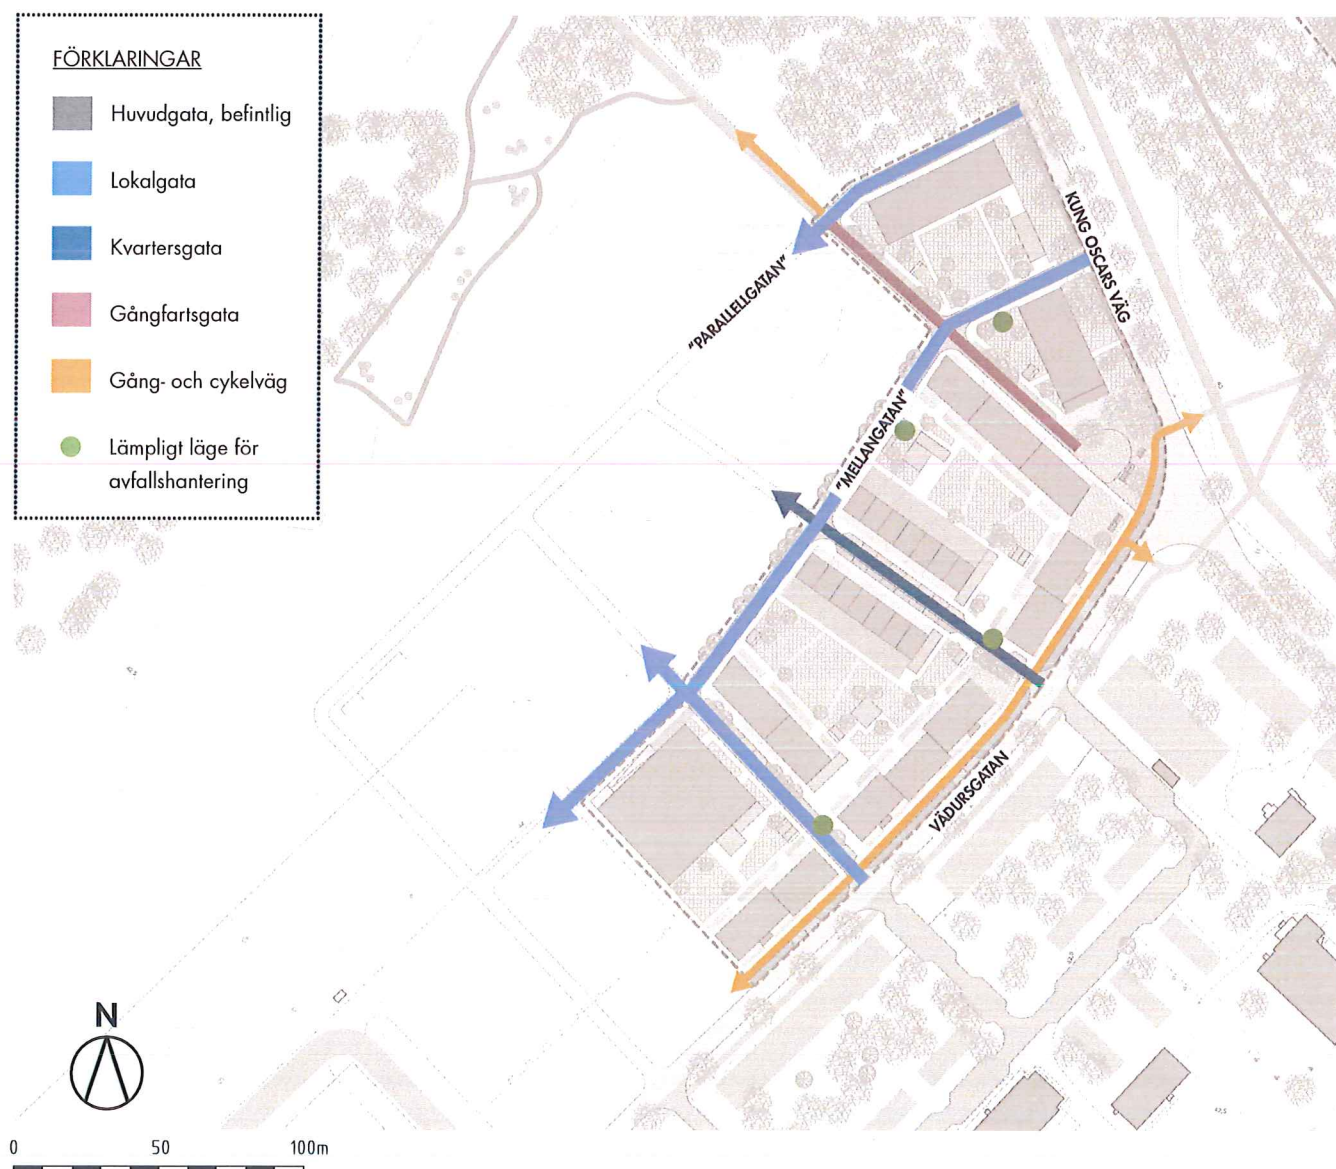 FÖRKLARINGAR
Huvudgata, befintlig
Lokalgata
Kvartersgata
Gångfartsgata
Gång- och cykelväg
Lämpligt läge för
avfallshantering
KUNG OSCARS VÄG
"PARALLELLGATAN"
"MELLANGATAN"
VÄDURSGATAN
N
0 50 100m